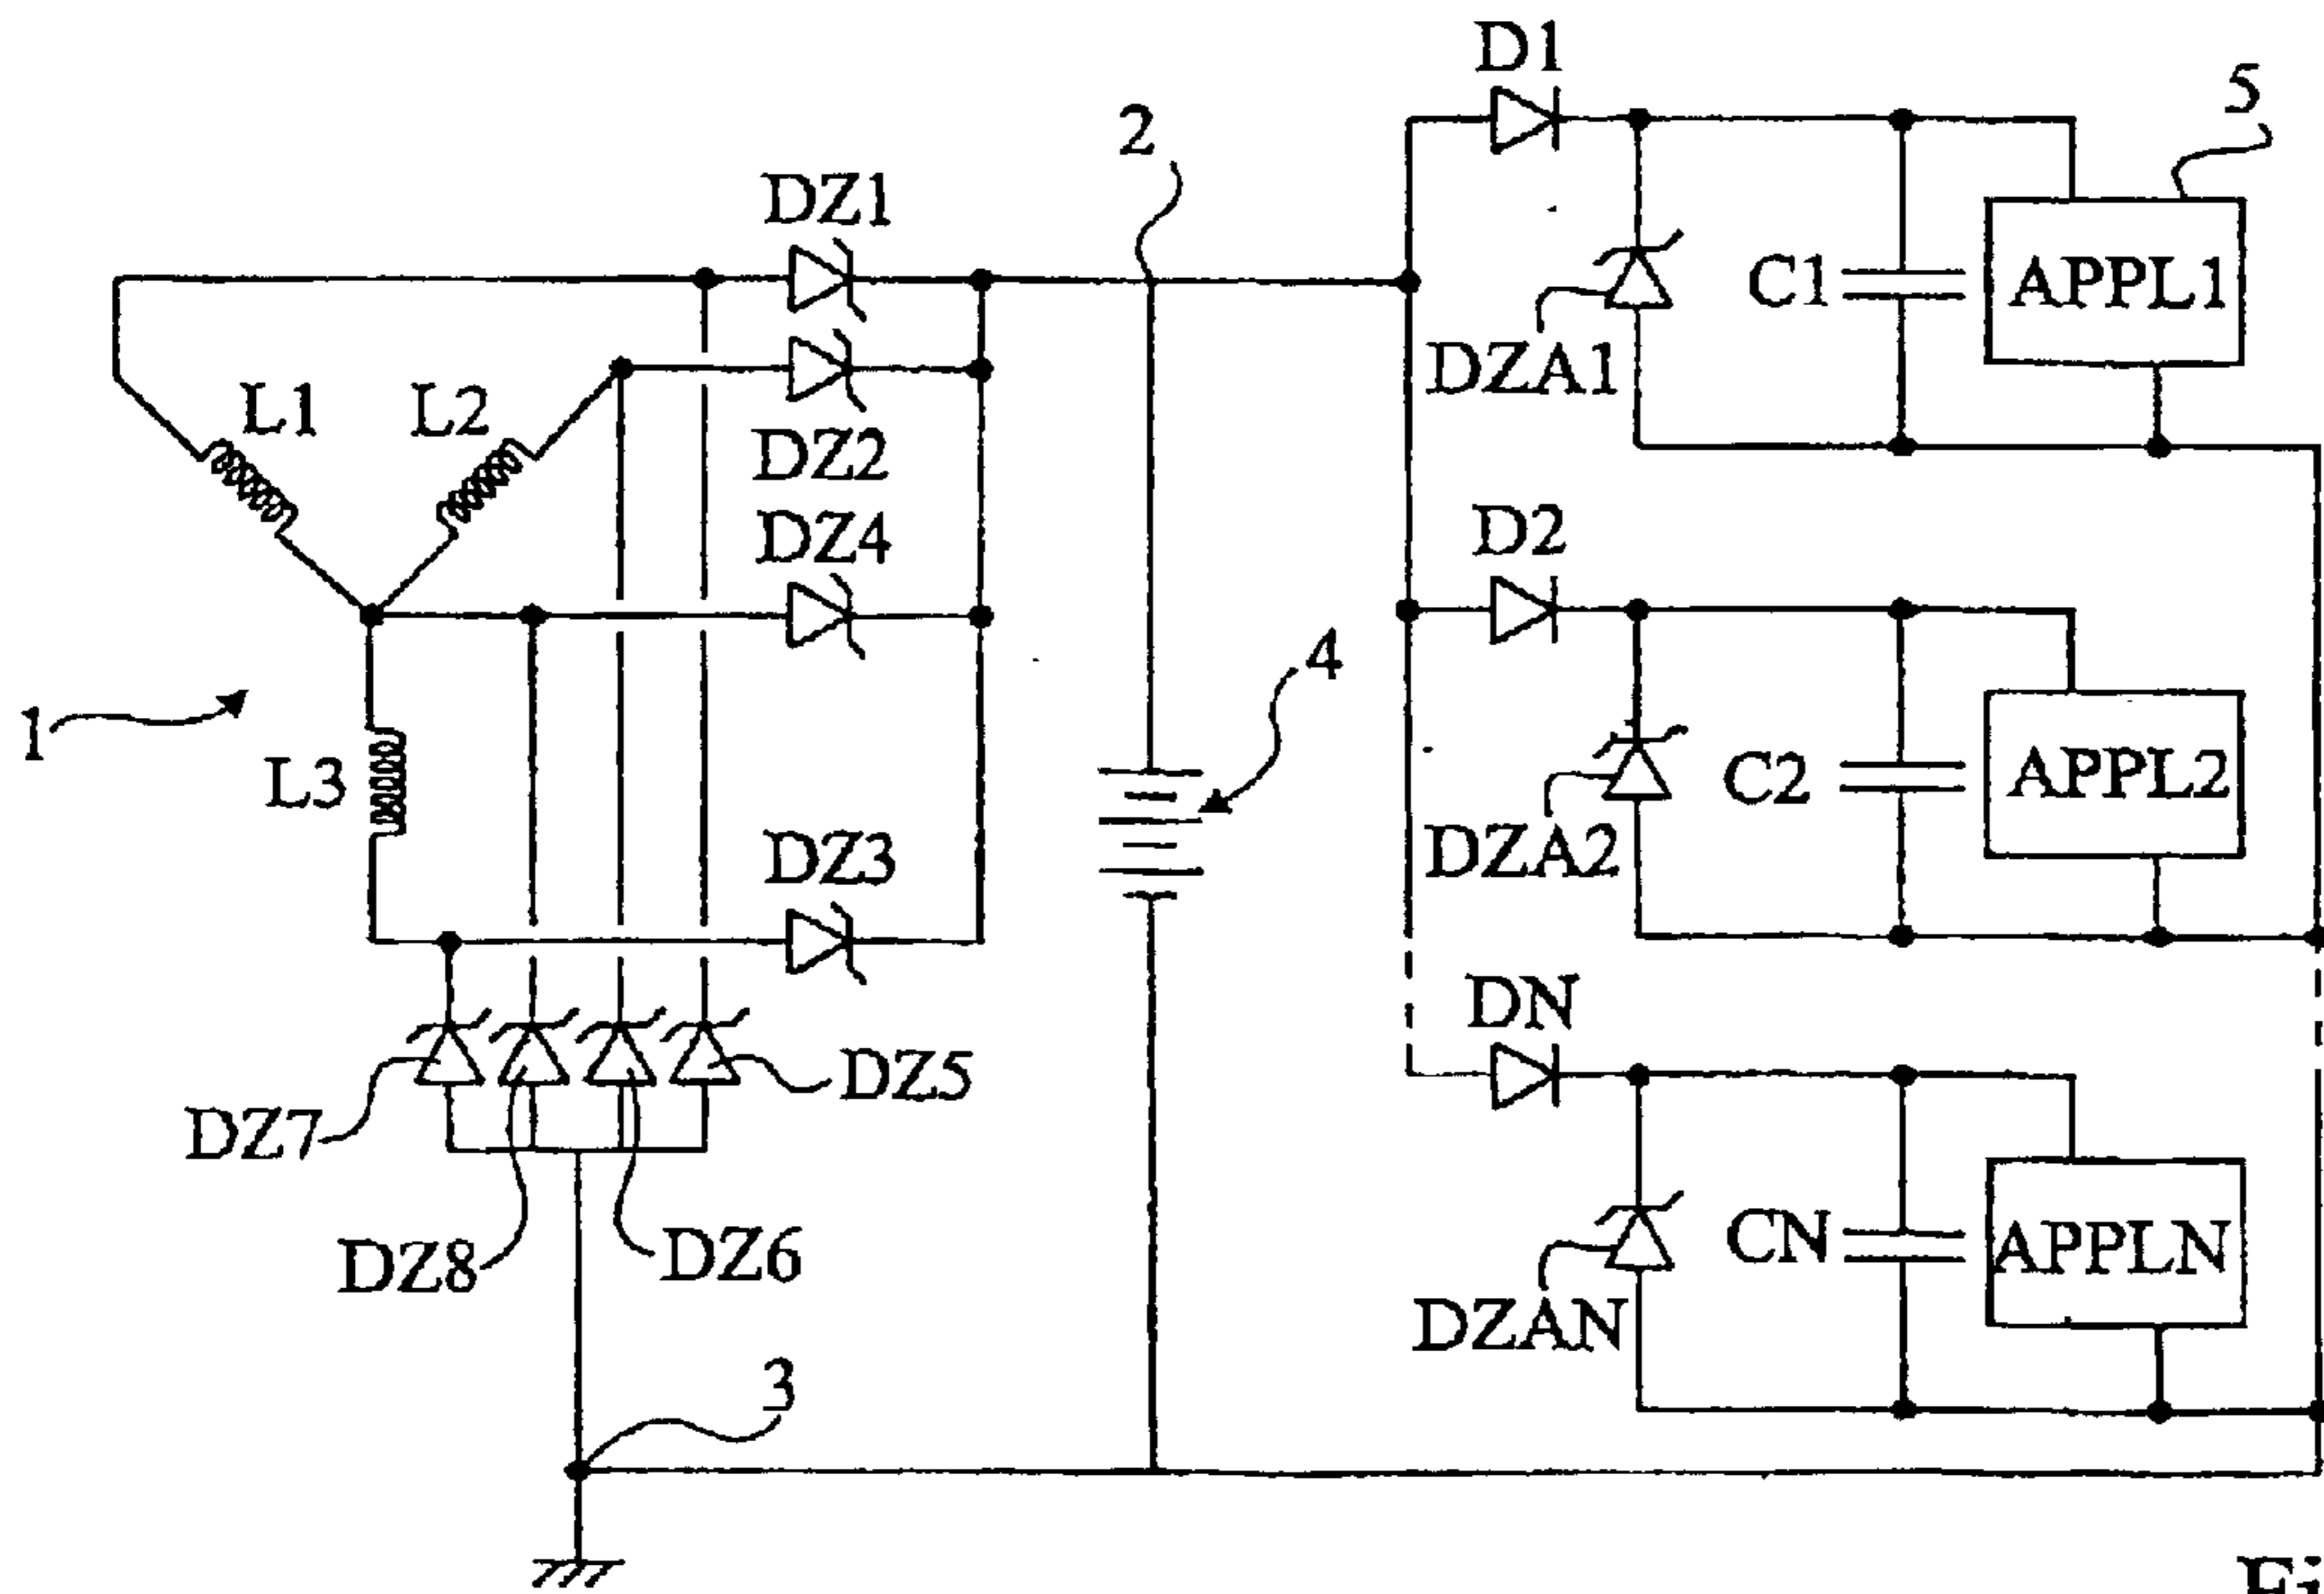 D1
5
2
DZ1
C1
APPL1
DZA1
L1
L2
DZ2
D2
DZ4
4
1
L3
C2
APPL2
DZA2
DZ3
DN
DZ5
DZ7
CN
APPLN
DZ8
DZ6
DZAN
3